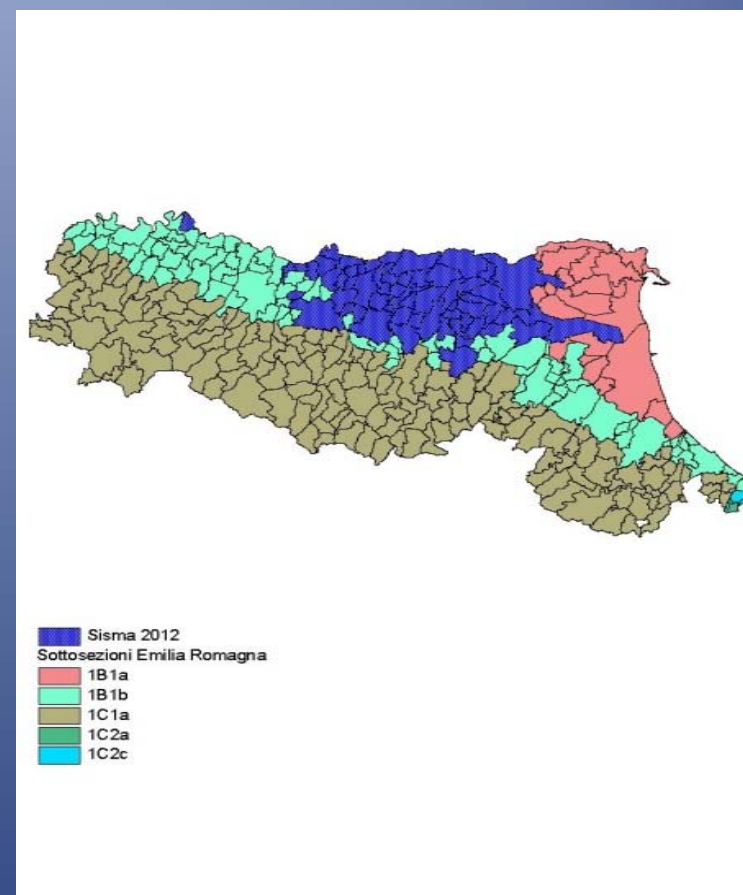 Sisma 2012
Sottosezioni Emilia Romagna
1B1a
1B1b
1C1a
1C2a
1C2c